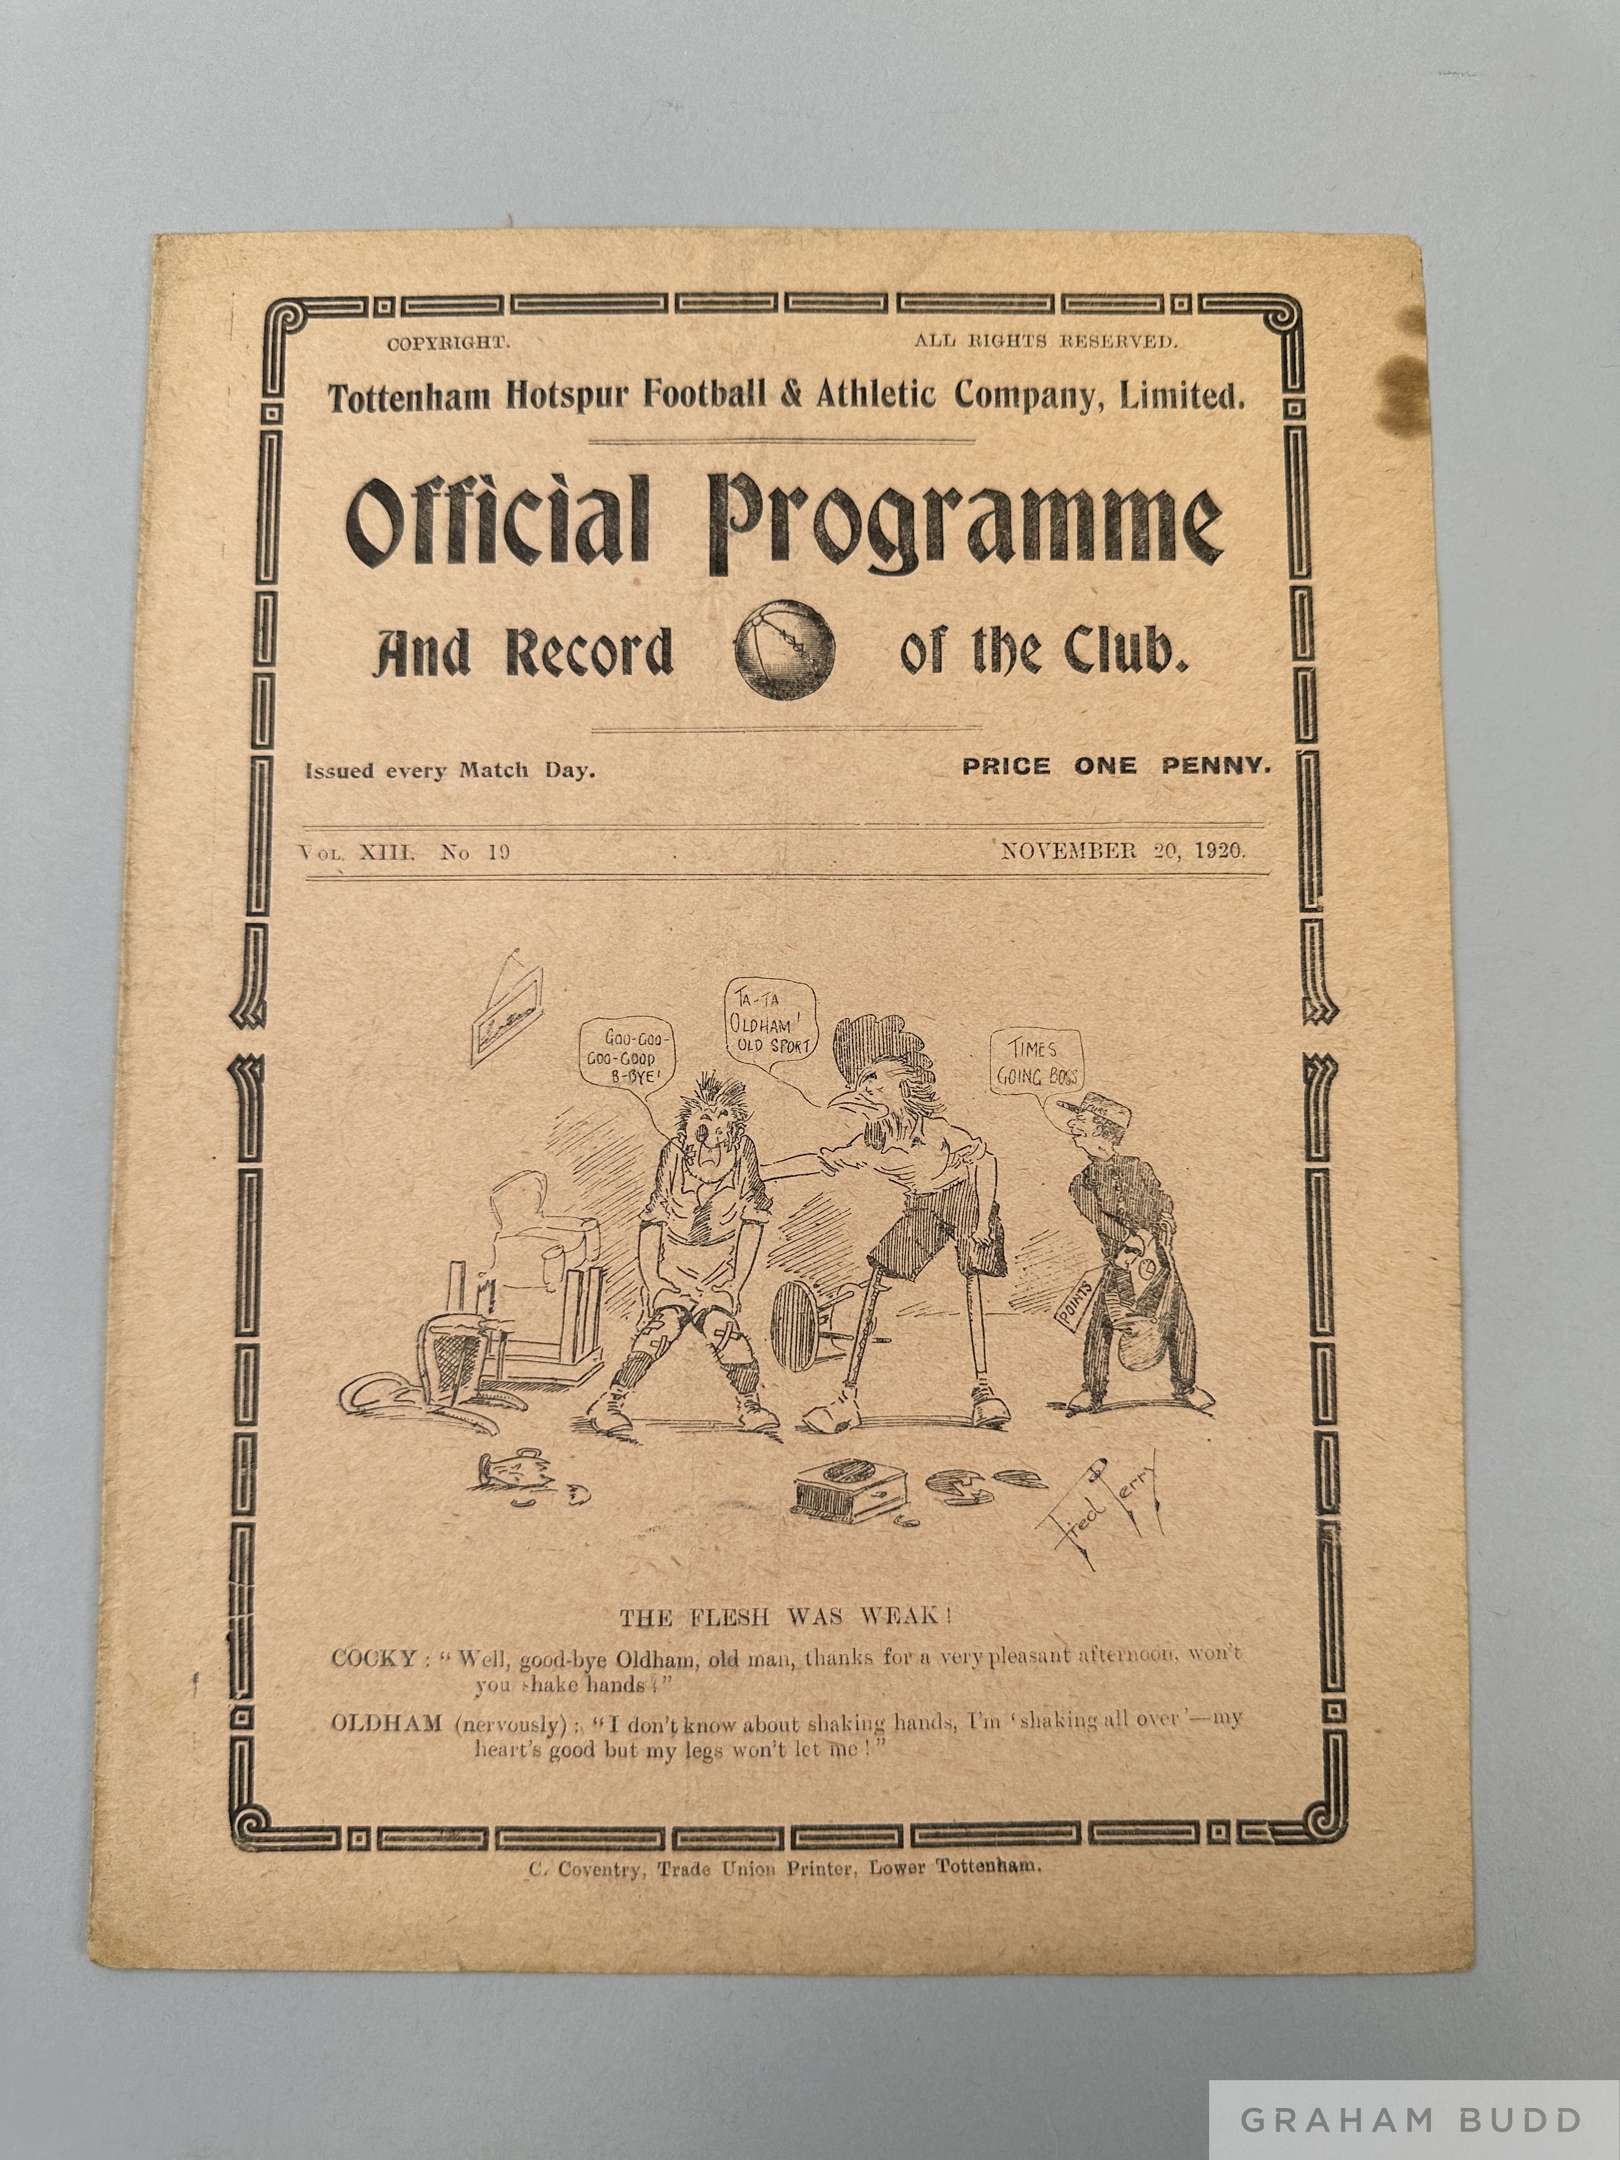 COPYRIGHT. ALL RIGHTS RESERVED.
Tottenham Hotspur Football & Athletic Company, Limited.
Official Programme
And Record of the Club.
Issued every Match Day. PRICE ONE PENNY.
VOL. XIII. No 19 NOVEMBER 20, 1920.
GOO-GOO-
GOO-GOOD
B-BYE!
TA-TA
OLDHAM!
OLD SPORT
TIMES
GOING BOSS
POINTS
Fred Perry
THE FLESH WAS WEAK!
COCKY: "Well, good-bye Oldham, old man, thanks for a very pleasant afternoon, won't
you shake hands?"
OLDHAM (nervously): "I don't know about shaking hands, I'm 'shaking all over'—my
heart's good but my legs won't let me!"
C. Coventry, Trade Union Printer, Lower Tottenham.
GRAHAM BUDD